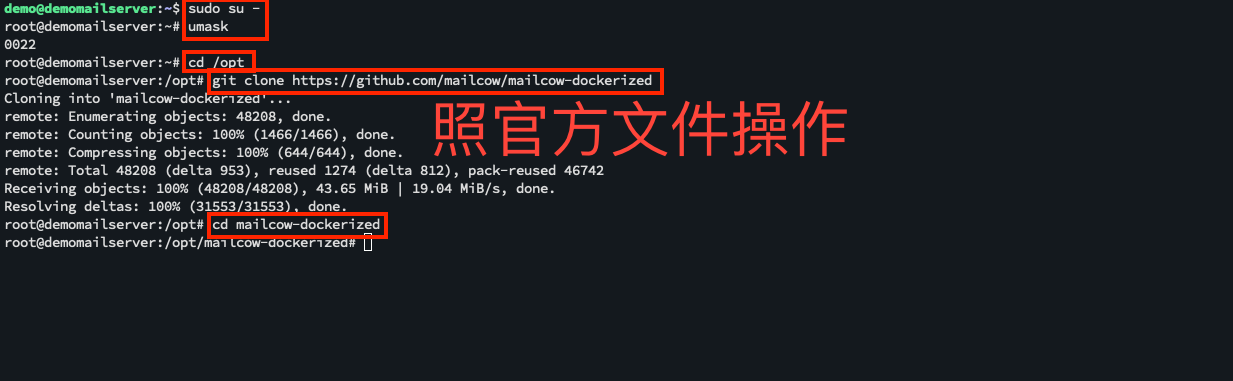 demo@demomailserver:~$ sudo su -
root@demomailserver:~# umask
0022
root@demomailserver:~# cd /opt
root@demomailserver:/opt# git clone https://github.com/mailcow/mailcow-dockerized
Cloning into 'mailcow-dockerized'...
remote: Enumerating objects: 48208, done.
remote: Counting objects: 100% (1466/1466), done.
remote: Compressing objects: 100% (644/644), done.
remote: Total 48208 (delta 953), reused 1274 (delta 812), pack-reused 46742
Receiving objects: 100% (48208/48208), 43.65 MiB | 19.04 MiB/s, done.
Resolving deltas: 100% (31553/31553), done.
root@demomailserver:/opt# cd mailcow-dockerized
root@demomailserver:/opt/mailcow-dockerized#
照官方文件操作